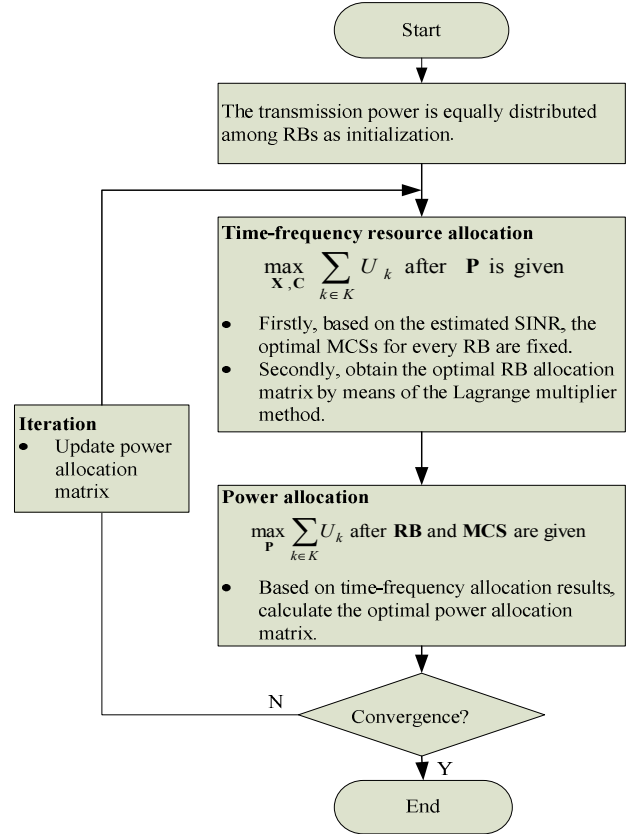 Start
The transmission power is equally distributed
among RBs as initialization.
Time-frequency resource allocation
max X,C ∑ k∈K U k after P is given
• Firstly, based on the estimated SINR, the
optimal MCSs for every RB are fixed.
• Secondly, obtain the optimal RB allocation
matrix by means of the Lagrange multiplier
method.
Iteration
• Update power
allocation
matrix
Power allocation
max P ∑ k∈K U k after RB and MCS are given
• Based on time-frequency allocation results,
calculate the optimal power allocation
matrix.
N
Convergence?
Y
End